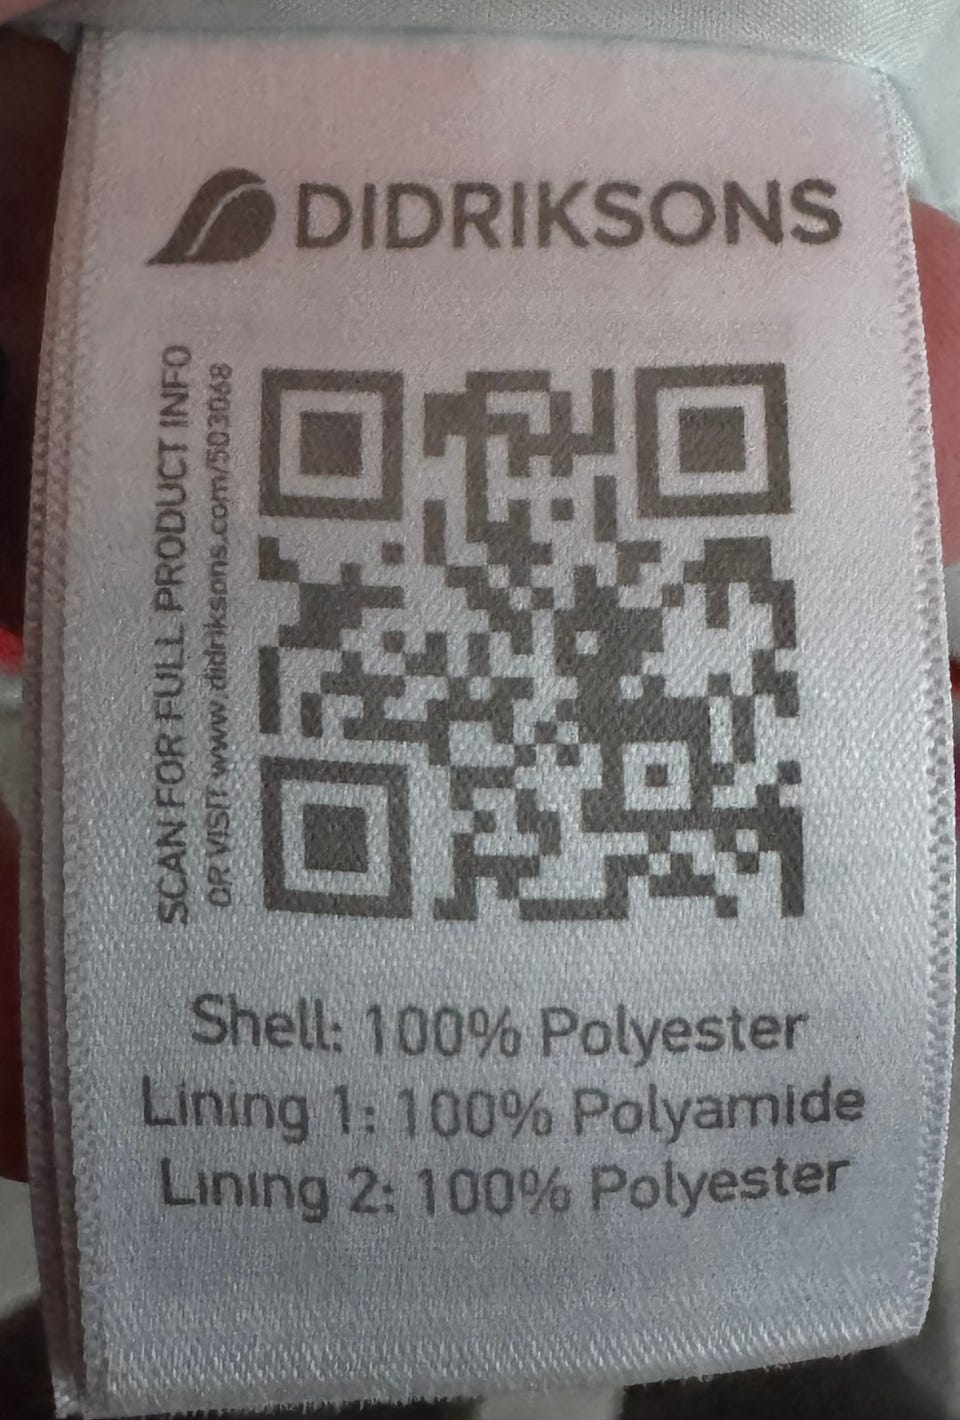 DIDRIKSONS
SCAN FOR FULL PRODUCT INFO
OR VISIT www.didriksons.com/503068
Shell: 100% Polyester
Lining 1: 100% Polyamide
Lining 2: 100% Polyester